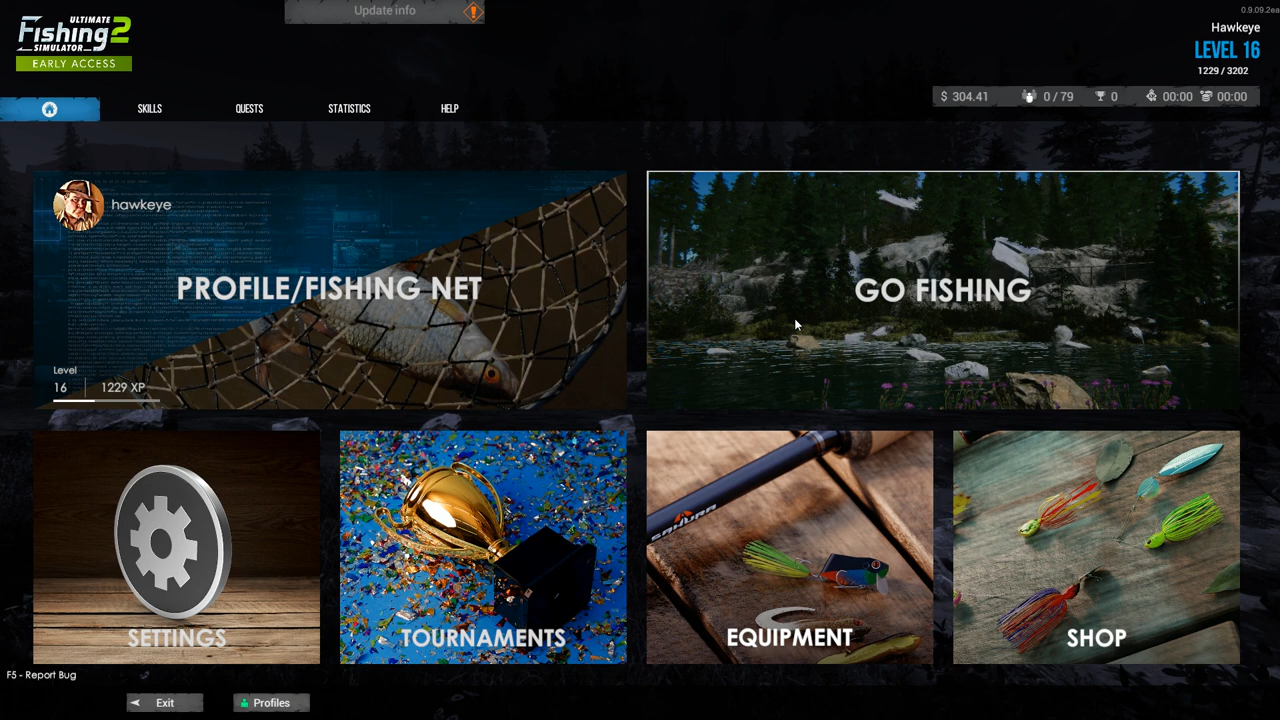 Update info
0.9.09.2ea
ULTIMATE
Fishing 2
SIMULATOR
EARLY ACCESS
Hawkeye
LEVEL 16
1229 / 3202
SKILLS
QUESTS
STATISTICS
HELP
$ 304.41
0 / 79
0
00:00
00:00
hawkeye
PROFILE/FISHING NET
Level
16
1229 XP
GO FISHING
SETTINGS
TOURNAMENTS
SAKURA
EQUIPMENT
SHOP
F5 - Report Bug
Exit
Profiles